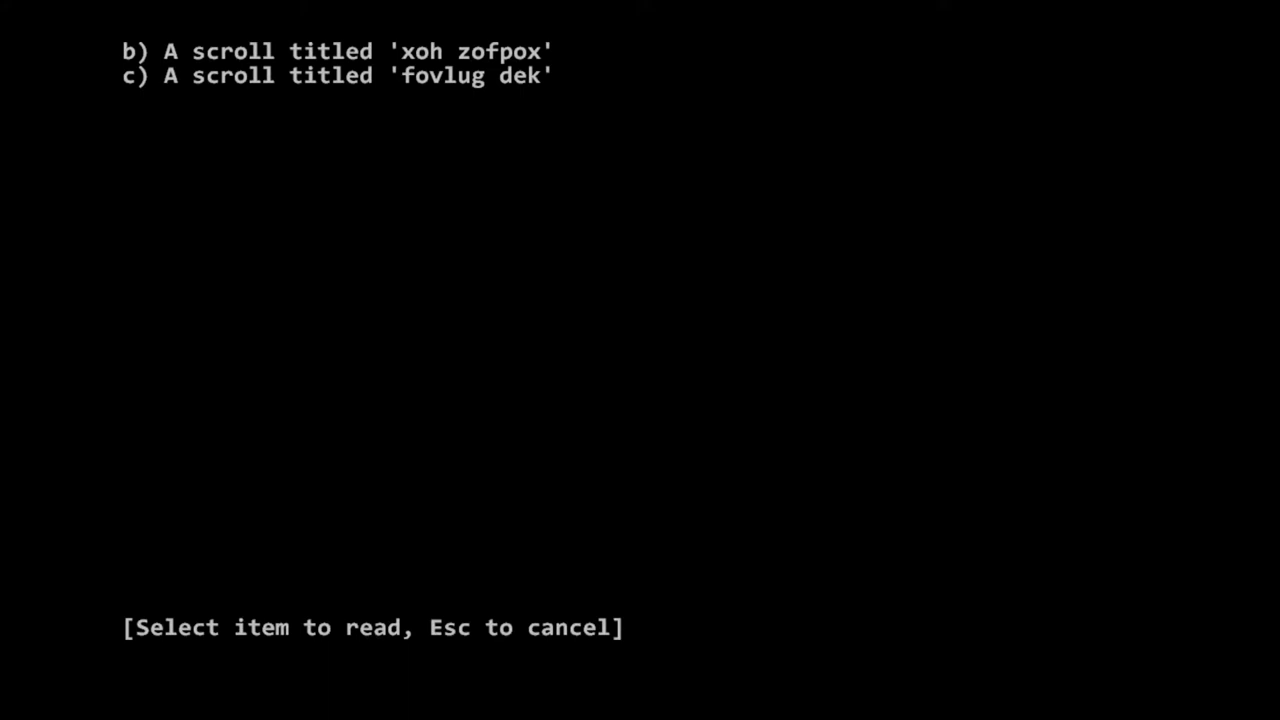 b) A scroll titled 'xoh zofpox'
c) A scroll titled 'fovlug dek'
[Select item to read, Esc to cancel]